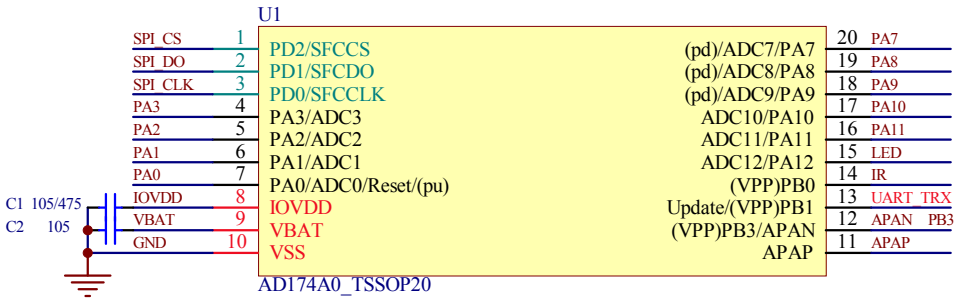 U1
SPI_CS 1 PD2/SFCCS (pd)/ADC7/PA7 20 PA7
SPI_DO 2 PD1/SFCDO (pd)/ADC8/PA8 19 PA8
SPI_CLK 3 PD0/SFCCLK (pd)/ADC9/PA9 18 PA9
PA3 4 PA3/ADC3 ADC10/PA10 17 PA10
PA2 5 PA2/ADC2 ADC11/PA11 16 PA11
PA1 6 PA1/ADC1 ADC12/PA12 15 LED
PA0 7 PA0/ADC0/Reset/(pu) (VPP)PB0 14 IR
C1 105/475 IOVDD 8 IOVDD Update/(VPP)PB1 13 UART_TRX
C2 105 VBAT 9 VBAT (VPP)PB3/APAN 12 APAN PB3
GND 10 VSS APAP 11 APAP
AD174A0_TSSOP20